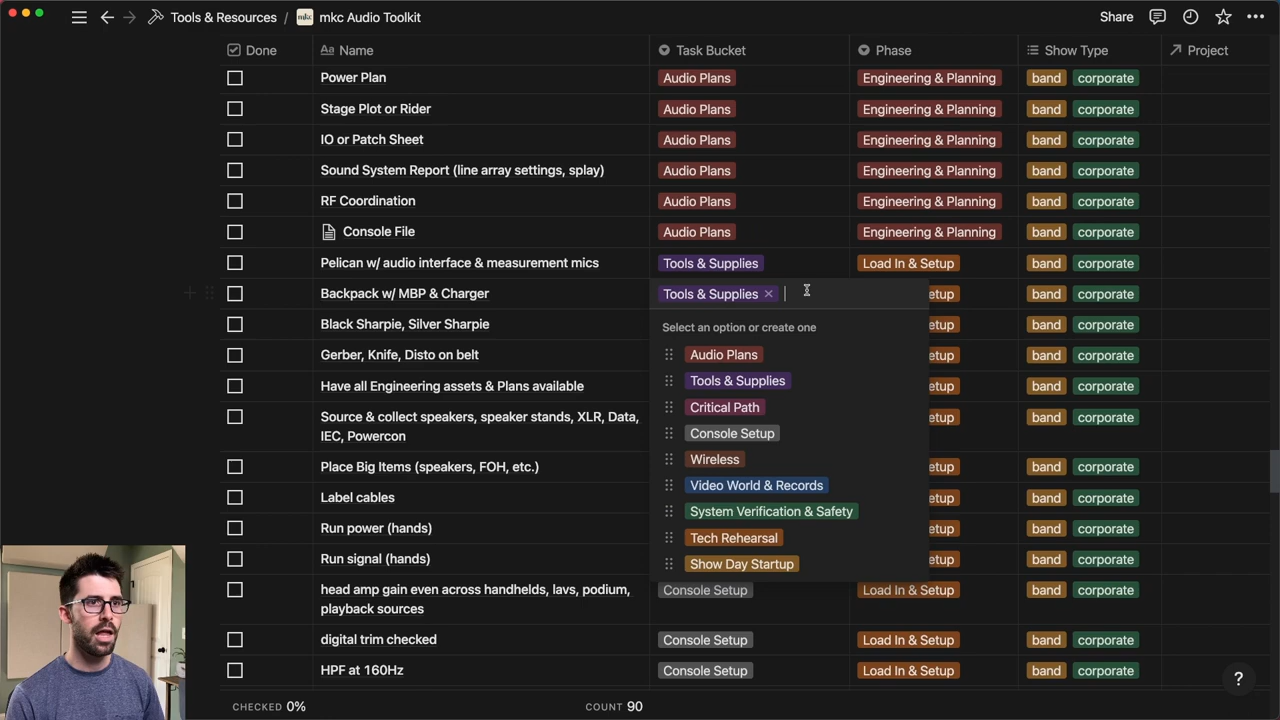 Tools & Resources / mkc mkc Audio Toolkit Share
Done Aa Name Task Bucket Phase Show Type Project
Power Plan Audio Plans Engineering & Planning band corporate
Stage Plot or Rider Audio Plans Engineering & Planning band corporate
IO or Patch Sheet Audio Plans Engineering & Planning band corporate
Sound System Report (line array settings, splay) Audio Plans Engineering & Planning band corporate
RF Coordination Audio Plans Engineering & Planning band corporate
Console File Audio Plans Engineering & Planning band corporate
Pelican w/ audio interface & measurement mics Tools & Supplies Load In & Setup band corporate
Backpack w/ MBP & Charger Tools & Supplies × etup band corporate
Select an option or create one
Black Sharpie, Silver Sharpie etup band corporate
Gerber, Knife, Disto on belt Audio Plans etup band corporate
Have all Engineering assets & Plans available Tools & Supplies etup band corporate
Source & collect speakers, speaker stands, XLR, Data, Critical Path etup band corporate
IEC, Powercon Console Setup
Place Big Items (speakers, FOH, etc.) Wireless etup band corporate
Label cables Video World & Records etup band corporate
Run power (hands) System Verification & Safety etup band corporate
Run signal (hands) Tech Rehearsal etup band corporate
Show Day Startup
head amp gain even across handhelds, lavs, podium, Console Setup Load In & Setup band corporate
playback sources
digital trim checked Console Setup Load In & Setup band corporate
HPF at 160Hz Console Setup Load In & Setup band corporate
CHECKED 0% COUNT 90 ?